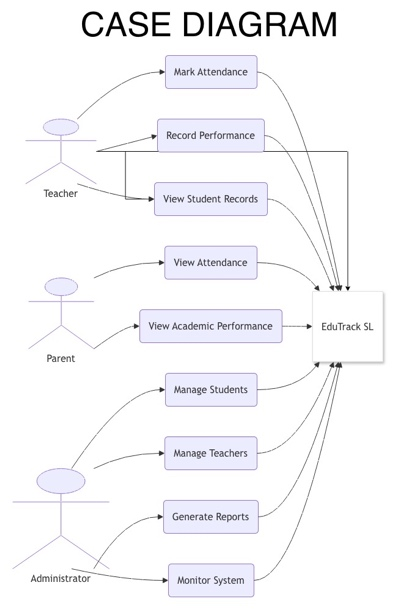 CASE DIAGRAM
Mark Attendance
Record Performance
Teacher
View Student Records
View Attendance
EduTrack SL
View Academic Performance
Parent
Manage Students
Manage Teachers
Generate Reports
Administrator
Monitor System